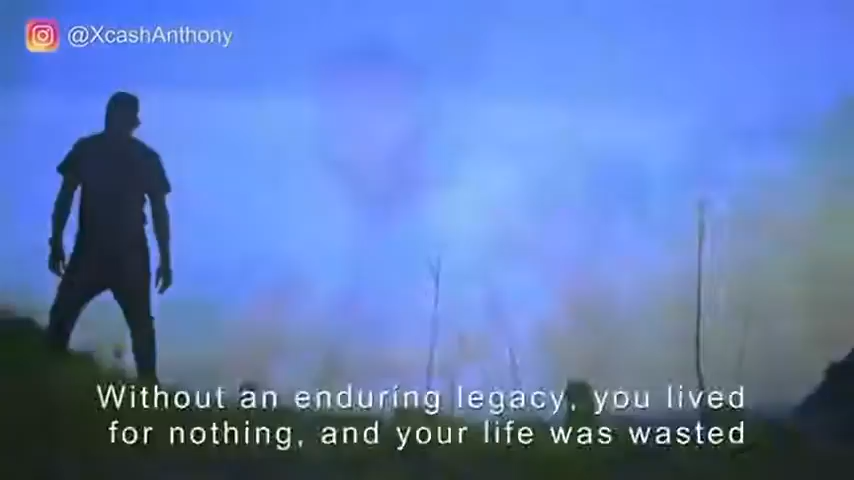 @XcashAnthony
Without an enduring legacy, you lived
for nothing, and your life was wasted